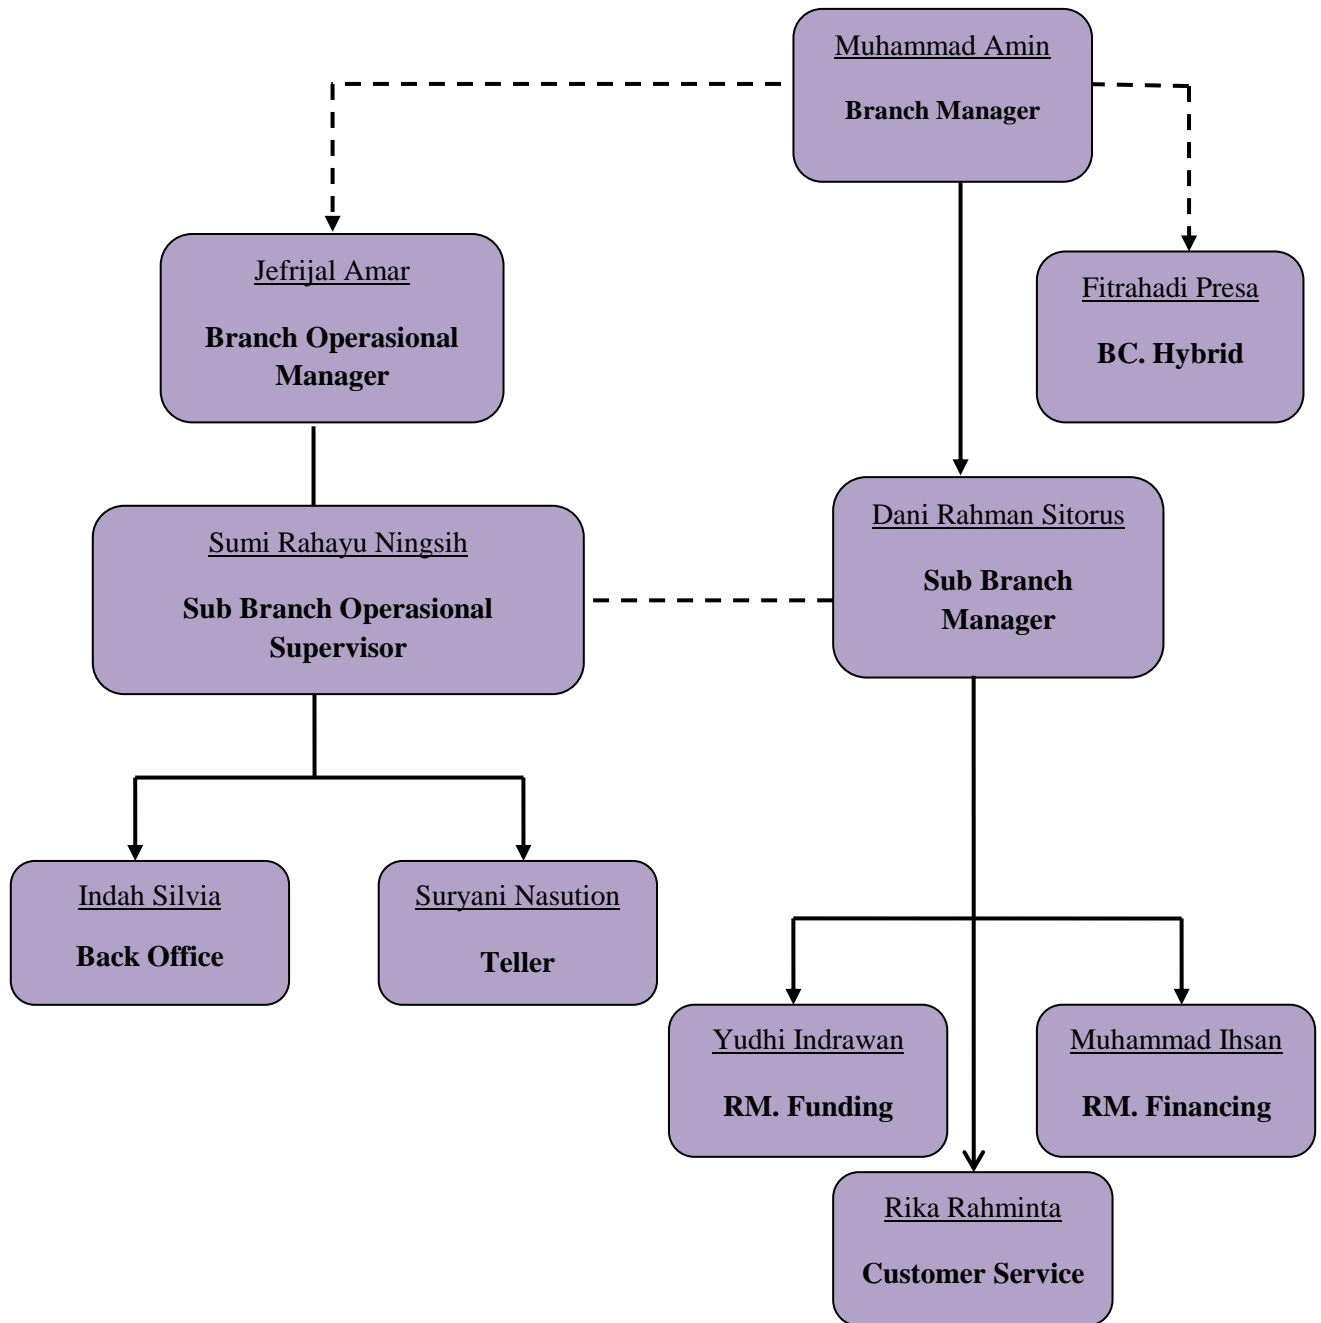 Muhammad Amin
Branch Manager
Jefrijal Amar
Branch Operasional
Manager
Fitrahadi Presa
BC. Hybrid
Sumi Rahayu Ningsih
Sub Branch Operasional
Supervisor
Dani Rahman Sitorus
Sub Branch
Manager
Indah Silvia
Back Office
Suryani Nasution
Teller
Yudhi Indrawan
RM. Funding
Muhammad Ihsan
RM. Financing
Rika Rahminta
Customer Service